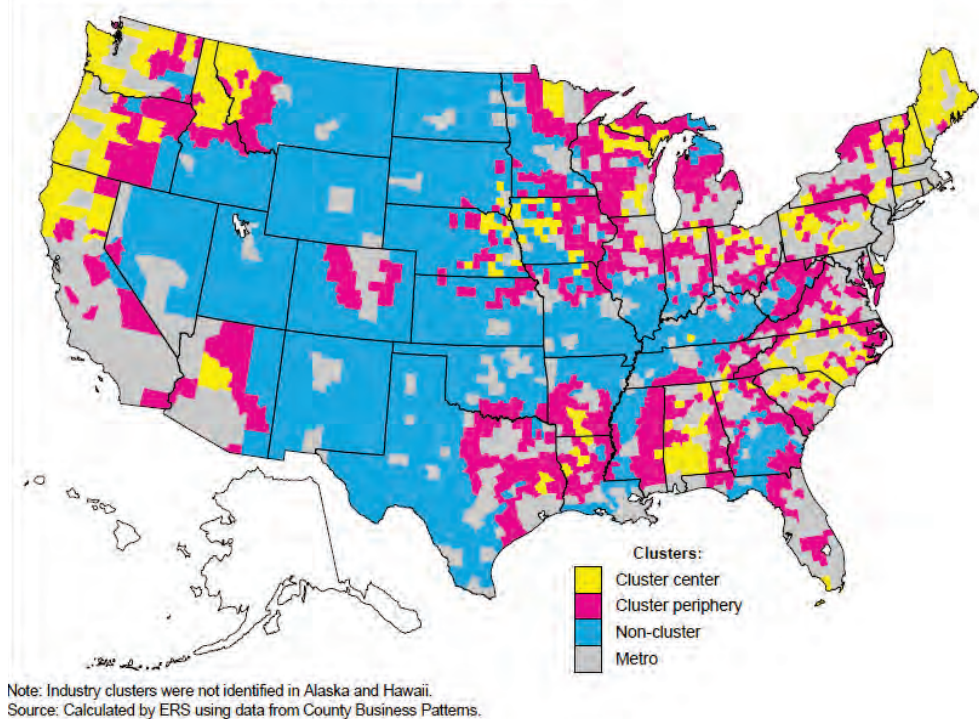 Clusters:
Cluster center
Cluster periphery
Non-cluster
Metro
Note: Industry clusters were not identified in Alaska and Hawaii.
Source: Calculated by ERS using data from County Business Patterns.